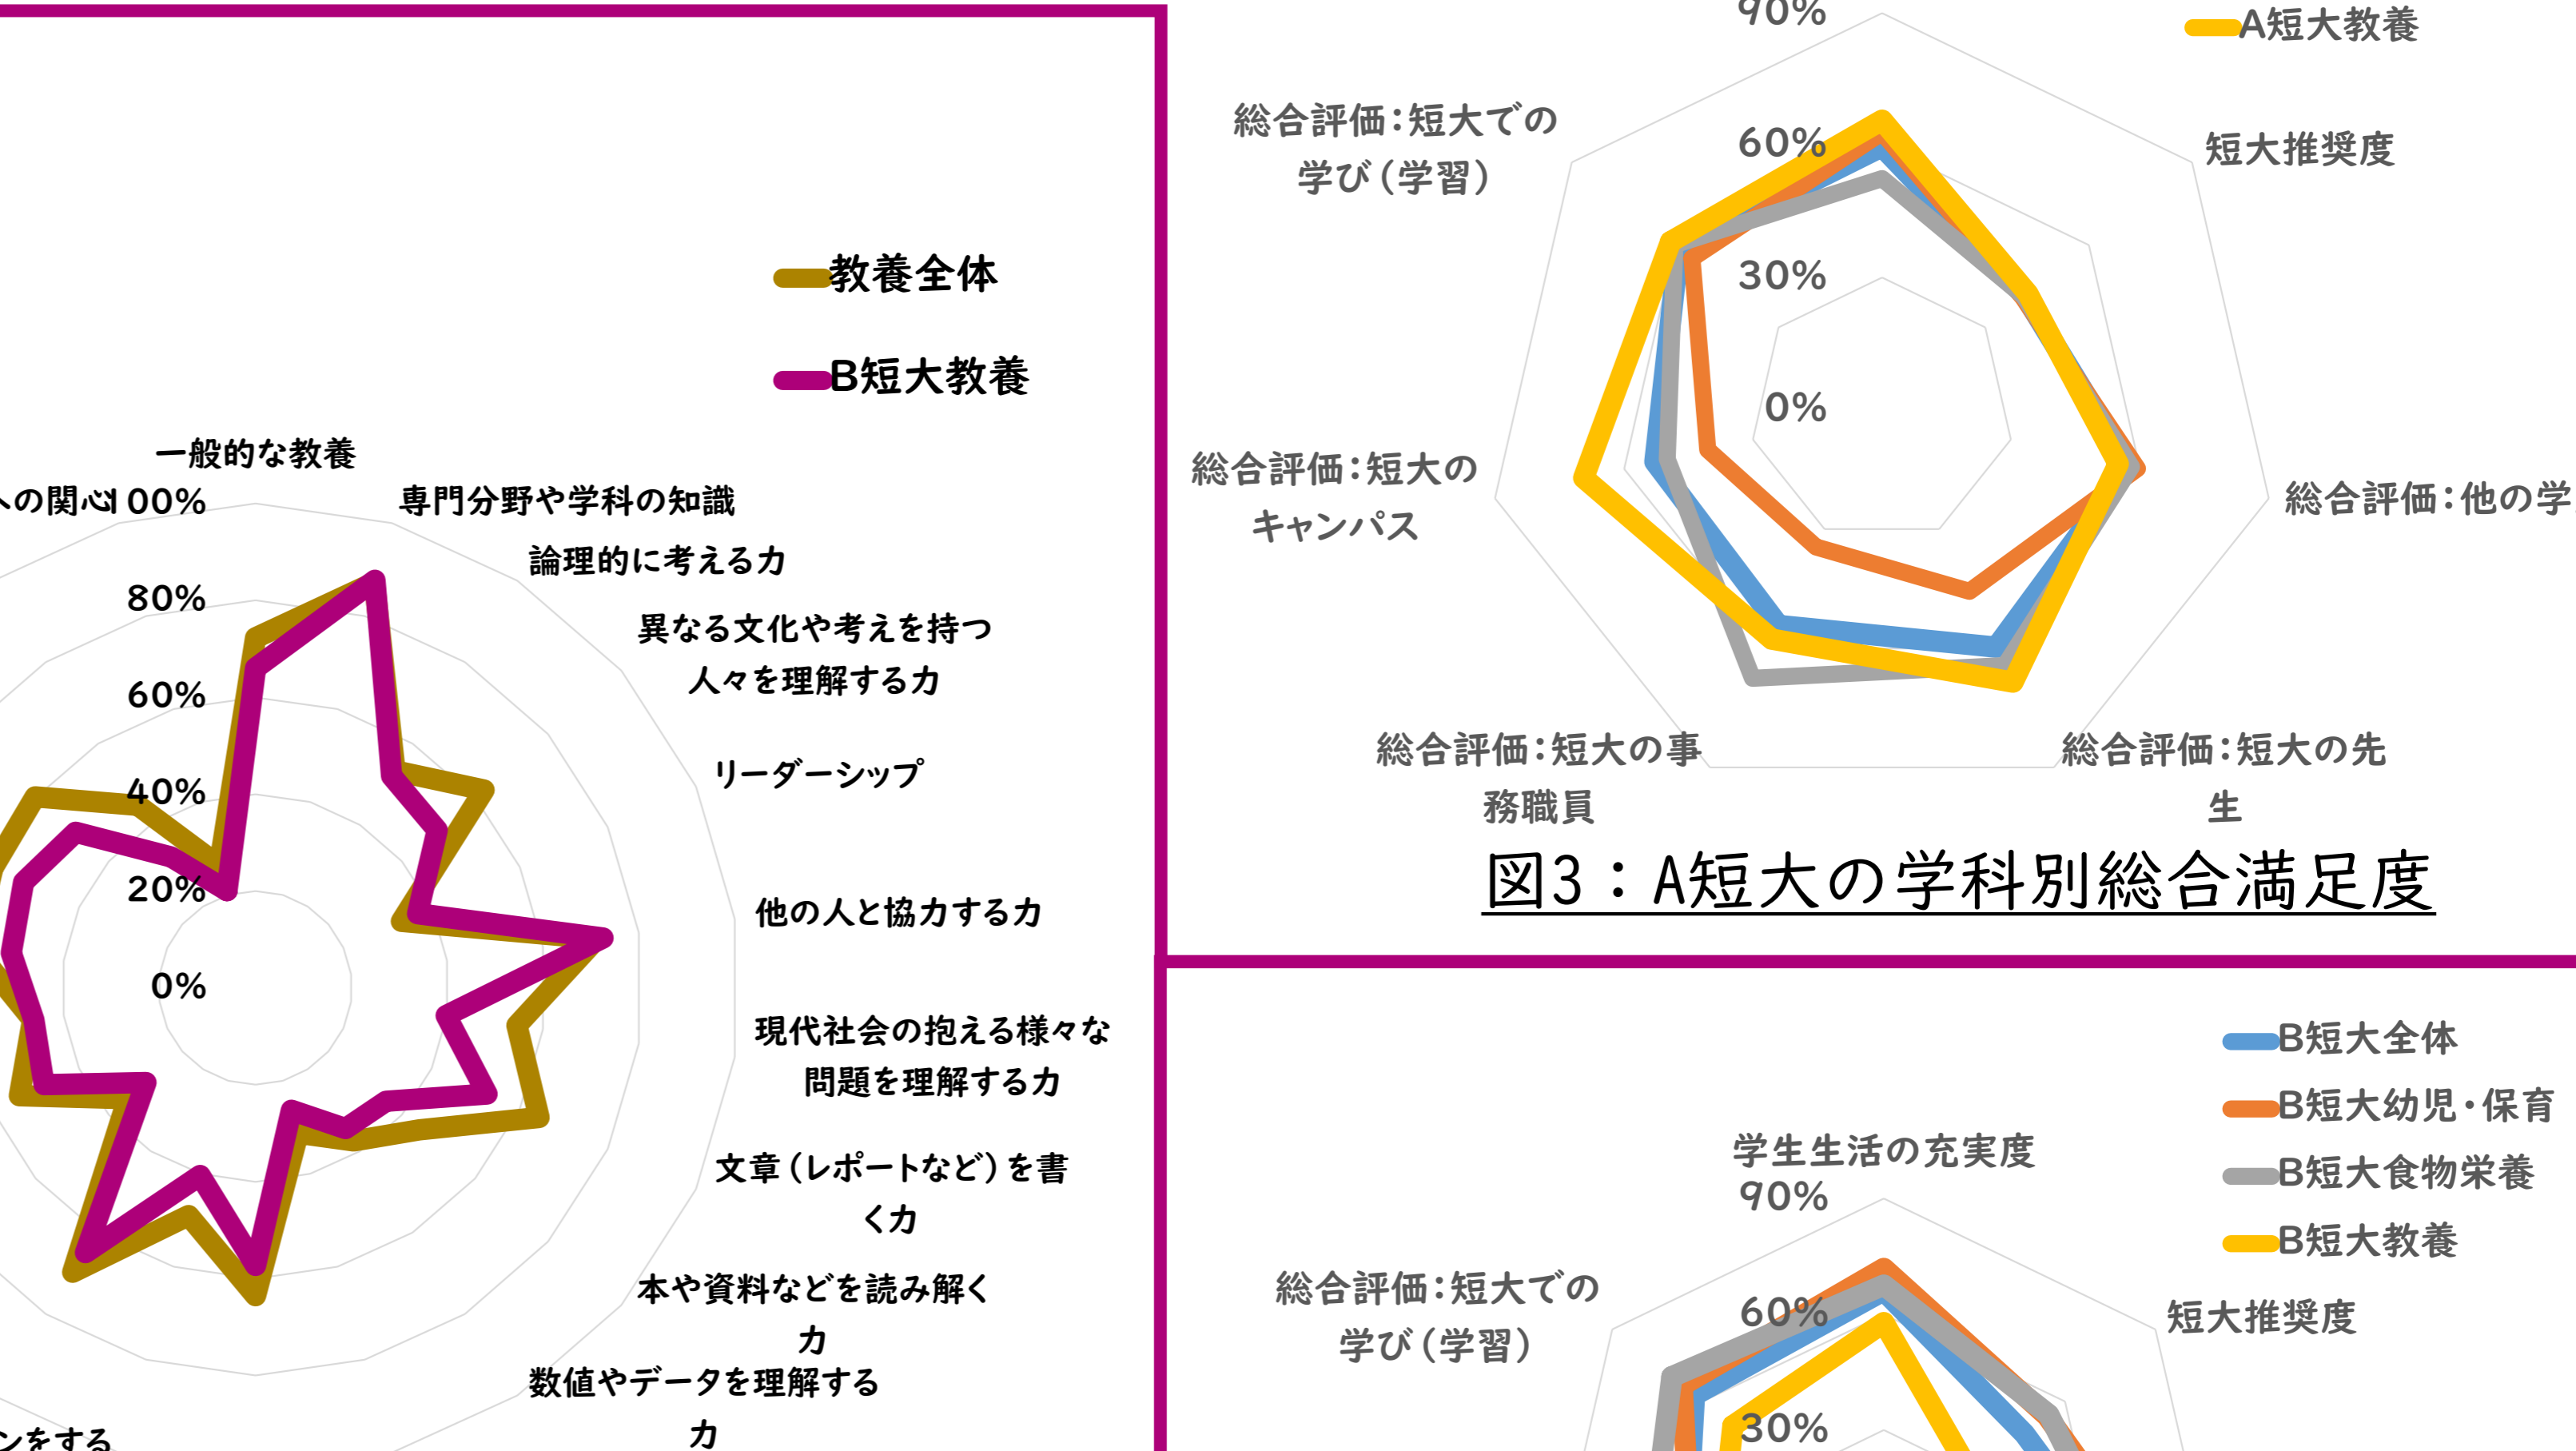 教養全体
B短大教養
一般的な教養
の関心
100%
80%
60%
40%
20%
0%
専門分野や学科の知識
論理的に考える力
異なる文化や考えを持つ
人々を理解する力
リーダーシップ
他の人と協力する力
現代社会の抱える様々な
問題を理解する力
文章（レポートなど）を書
く力
本や資料などを読み解く
力
数値やデータを理解する
力
ンをする
A短大教養
90%
60%
30%
0%
短大推奨度
総合評価：他の学
総合評価：短大の先
生
総合評価：短大の事
務職員
総合評価：短大の
キャンパス
総合評価：短大での
学び（学習）
図3：A短大の学科別総合満足度
B短大全体
B短大幼児・保育
B短大食物栄養
B短大教養
学生生活の充実度
90%
60%
30%
短大推奨度
総合評価：短大での
学び（学習）